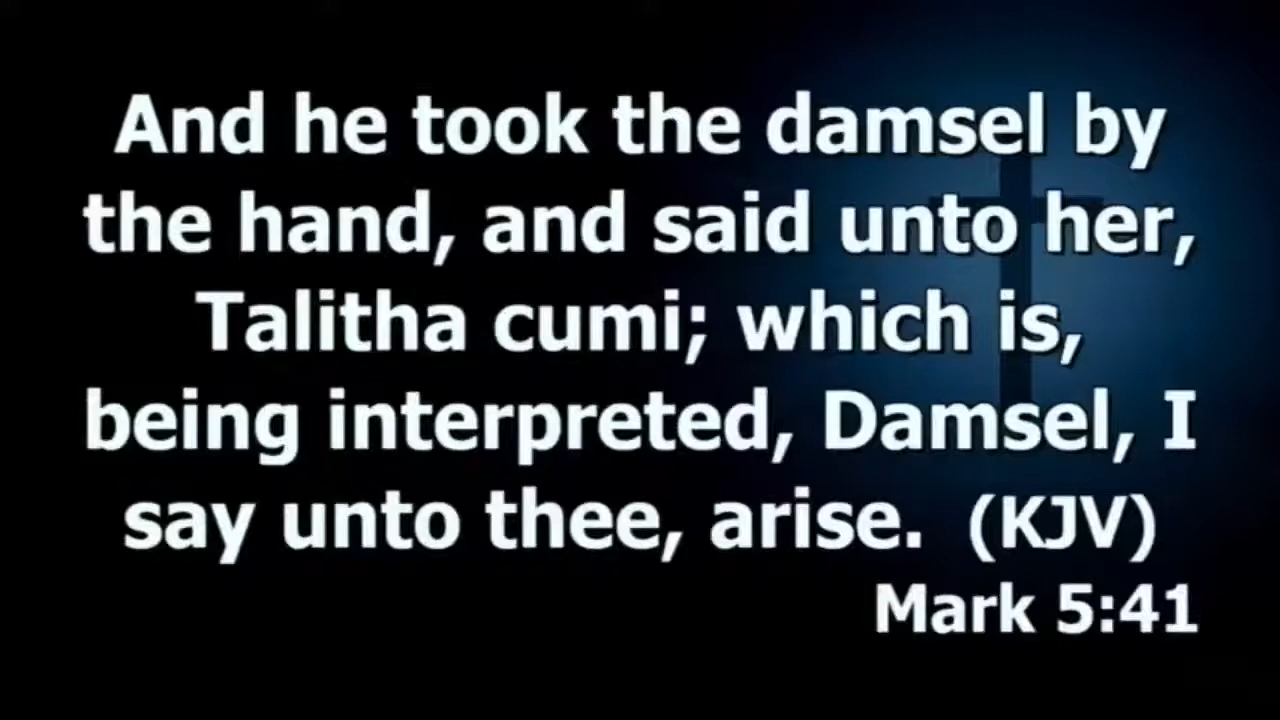 And he took the damsel by
the hand, and said unto her,
Talitha cumi; which is,
being interpreted, Damsel, I
say unto thee, arise. (KJV)
Mark 5:41